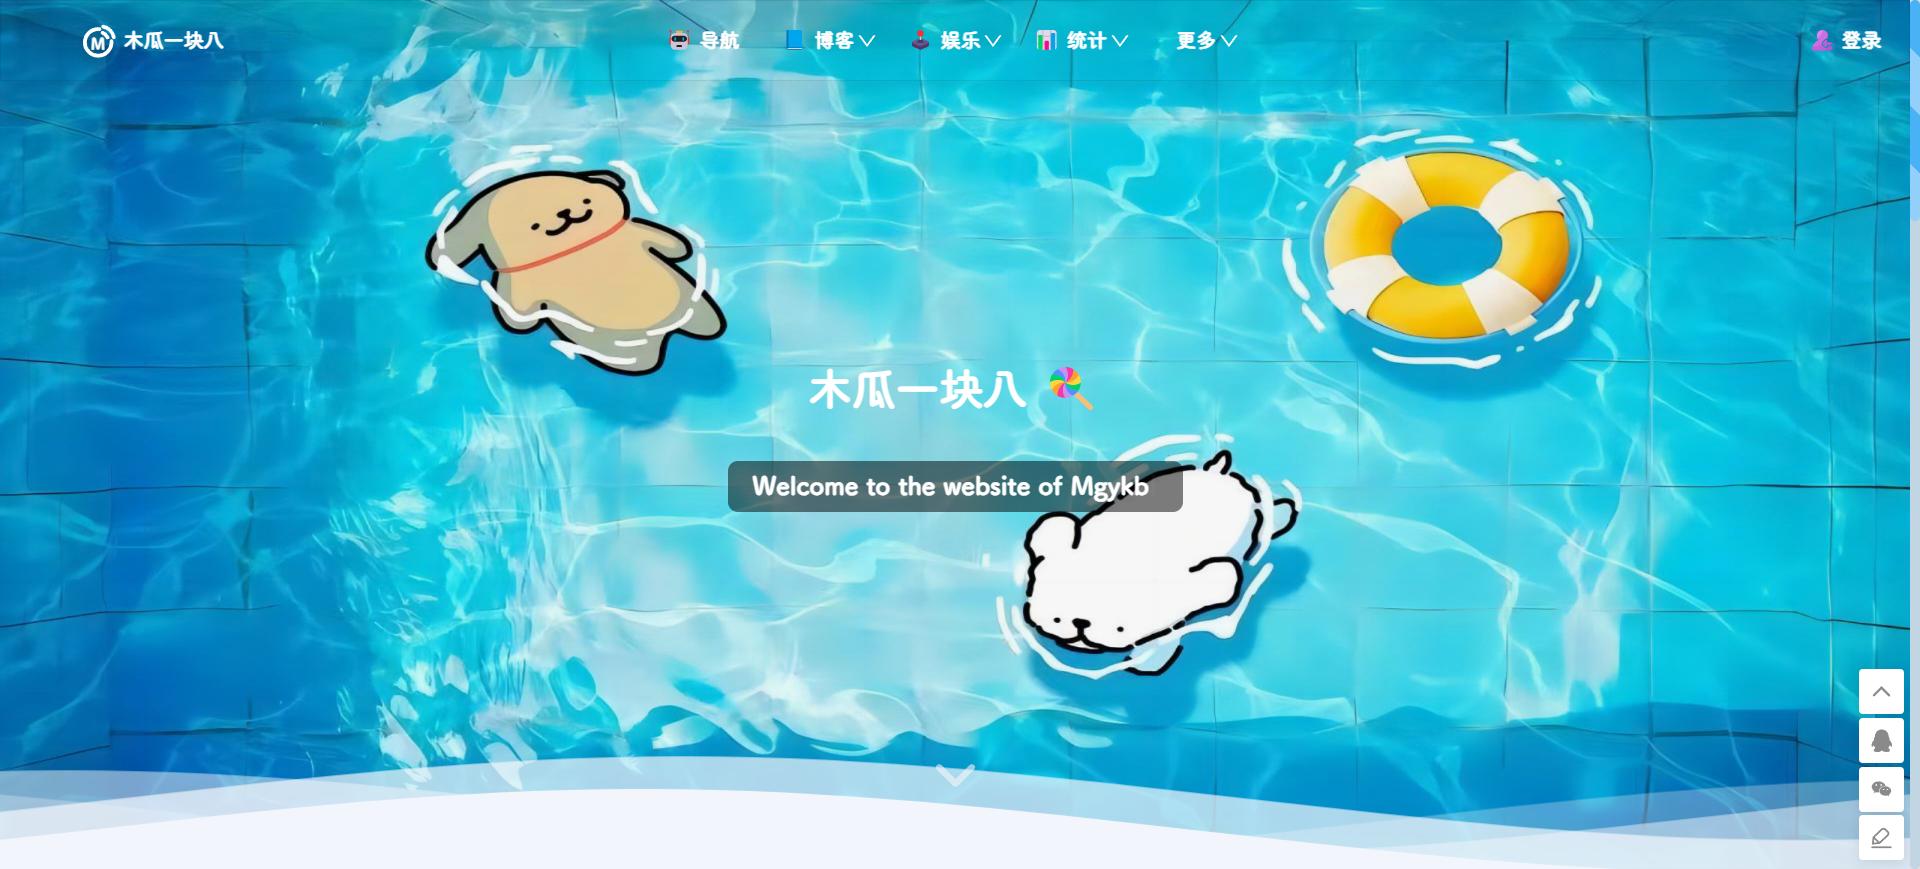 木瓜一块八
导航
博客
娱乐
统计
更多
登录
木瓜一块八
Welcome to the website of Mgykb